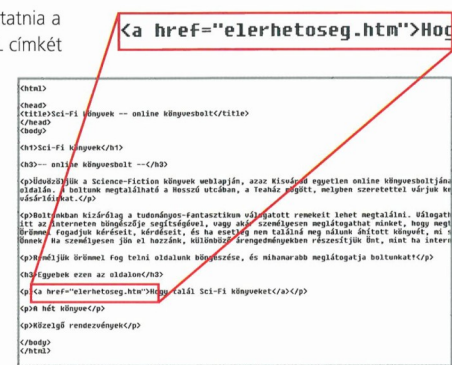 tatnia a
címkét
<a href="elerhetoseg.htm">Hog
<html>
<head>
<title>Sci-Fi könyvek -- online könyvesbolt</title>
</head>
<body>
<h1>Sci-Fi könyvek</h1>
<h3>-- online könyvesbolt --</h3>
<p>Üdvözöljük a Science-Fiction könyvek weblapján, azaz Kisvárad egyetlen online könyvesboltjána
oldalán. A boltunk megtalálható a Hosszú utcában, a Teaház mögött, melyben szeretettel várjuk ke
vásárlóinkat.</p>
<p>Boltunkban kizárólag a tudományos-fantasztikum válogatott remekeit lehet megtalálni. Válogath
itt az interneten böngészője segítségével, vagy akár személyesen meglátogathat minket, hogy megt
Örömmel fogadjuk kéréseit, kérdéseit, és ha esetleg nem találná meg nálunk áhított könyvét, mi s
Önnek. Ha személyesen jön el hozzánk, különböző árengedményekben részesítjük Önt, mint ha intern
<p>Reméljük örömmel fog telni oldalunk böngészése, és mihamarabb meglátogatja boltunkat!</p>
<h3>Egyebek ezen az oldalon</h3>
<p><a href="elerhetoseg.htm">Hogy talál Sci-Fi könyveket</a></p>
<p>A hét könyve</p>
<p>Közelgő rendezvények</p>
</body>
</html>